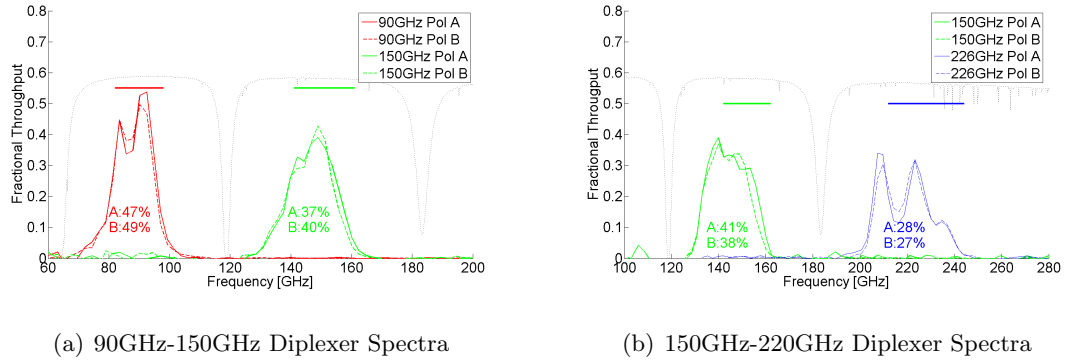 0.8
0.7
0.6
0.5
0.4
0.3
0.2
0.1
0
Fractional Throughput
90GHz Pol A
90GHz Pol B
150GHz Pol A
150GHz Pol B
A:47%
B:49%
A:37%
B:40%
60 80 100 120 140 160 180 200
Frequency [GHz]
(a) 90GHz-150GHz Diplexer Spectra
0.8
0.7
0.6
0.5
0.4
0.3
0.2
0.1
0
Fractional Throughput
150GHz Pol A
150GHz Pol B
226GHz Pol A
226GHz Pol B
A:41%
B:38%
A:28%
B:27%
100 120 140 160 180 200 220 240 260 280
Frequency [GHz]
(b) 150GHz-220GHz Diplexer Spectra